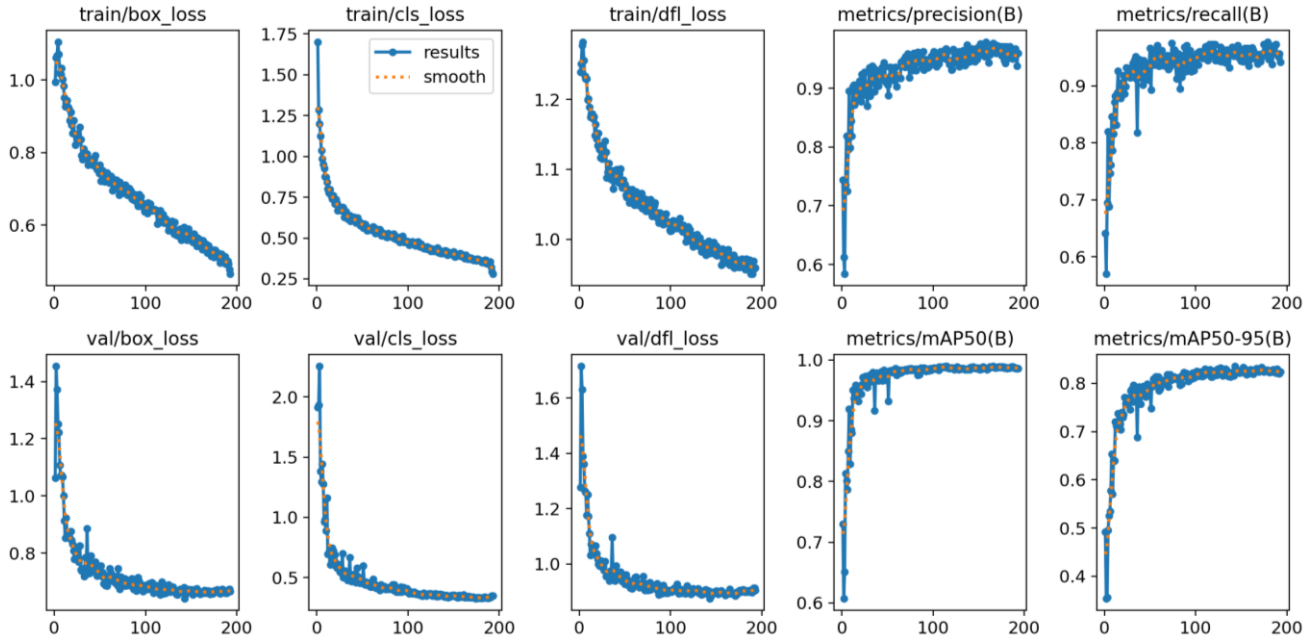 train/box_loss
train/cls_loss
train/dfl_loss
metrics/precision(B)
metrics/recall(B)
1.0
0.8
0.6
0 100 200
1.75
1.50
1.25
1.00
0.75
0.50
0.25
0 100 200
results
smooth
1.2
1.1
1.0
0 100 200
0.9
0.8
0.7
0.6
0 100 200
0.9
0.8
0.7
0.6
0 100 200
val/box_loss
val/cls_loss
val/dfl_loss
metrics/mAP50(B)
metrics/mAP50-95(B)
1.4
1.2
1.0
0.8
0 100 200
2.0
1.5
1.0
0.5
0 100 200
1.6
1.4
1.2
1.0
0 100 200
1.0
0.9
0.8
0.7
0.6
0 100 200
0.8
0.7
0.6
0.5
0.4
0 100 200